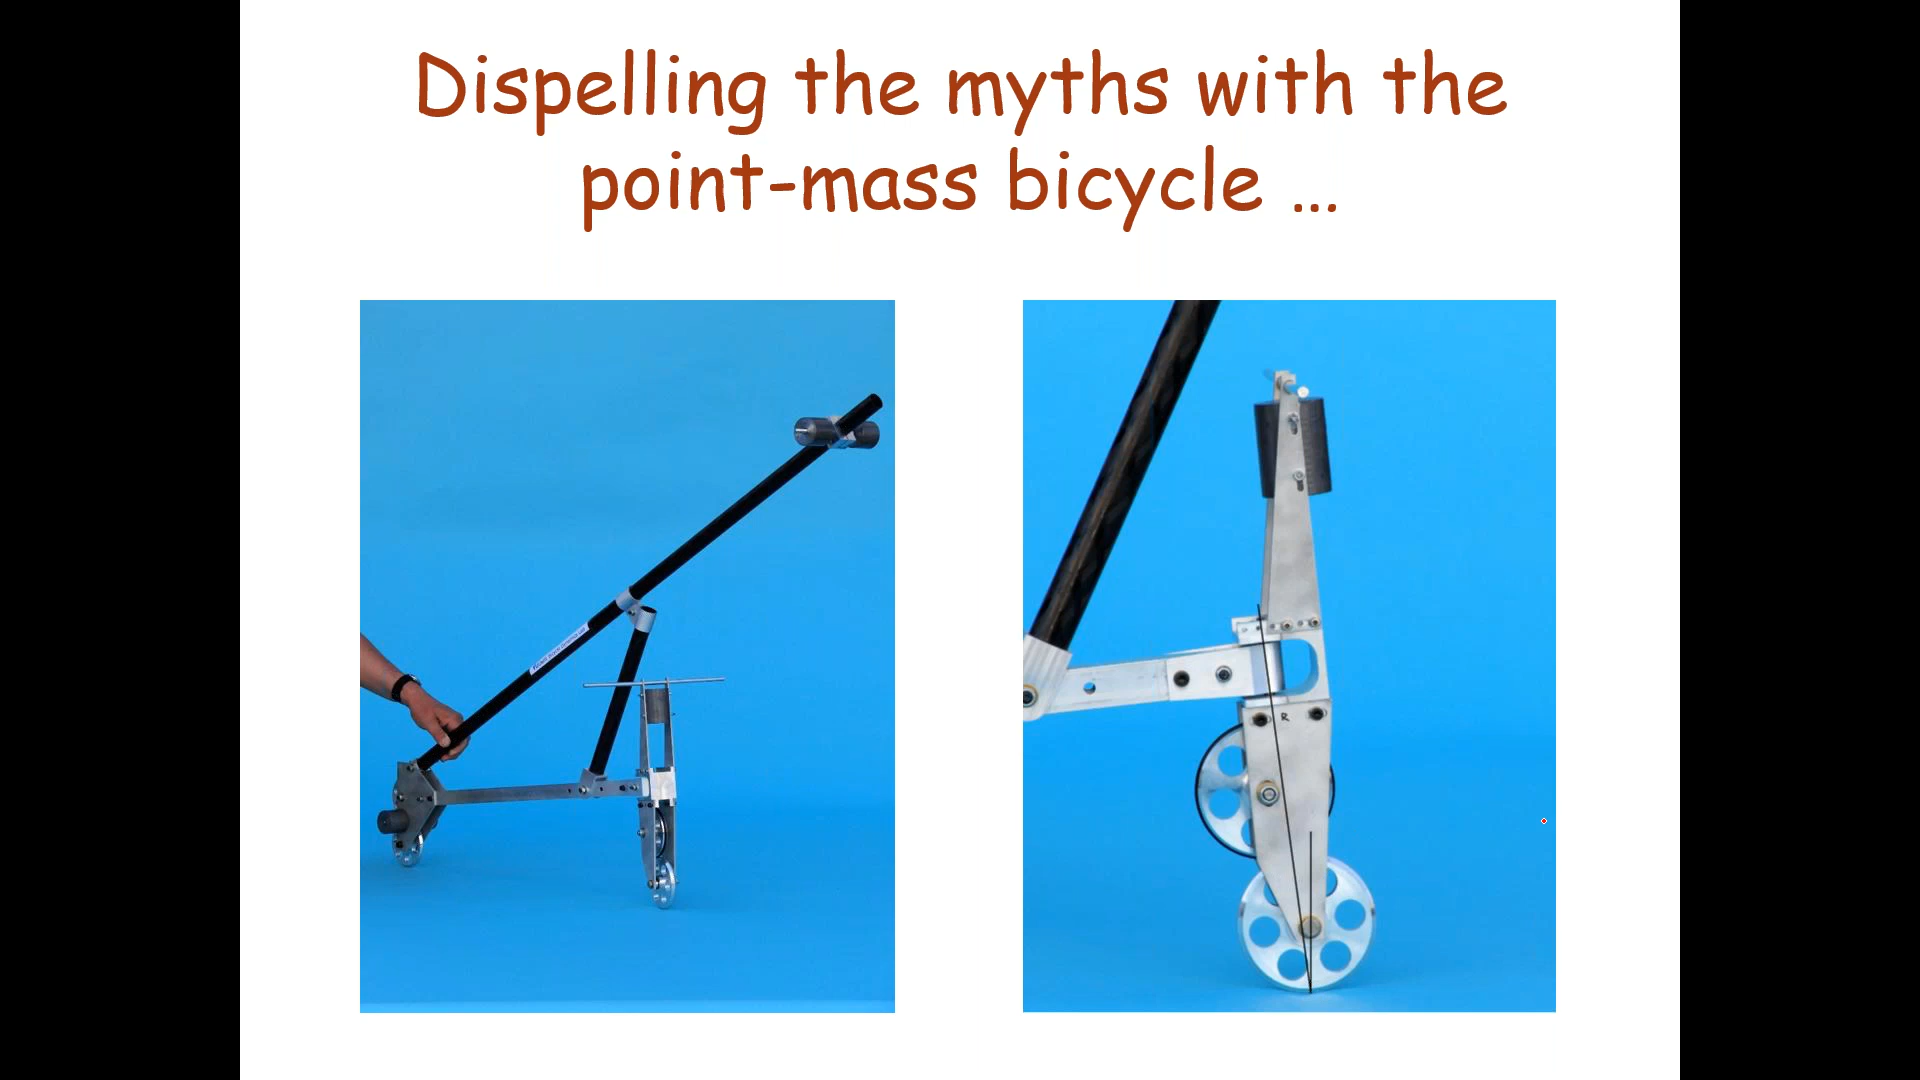 Dispelling the myths with the
point-mass bicycle ...
R